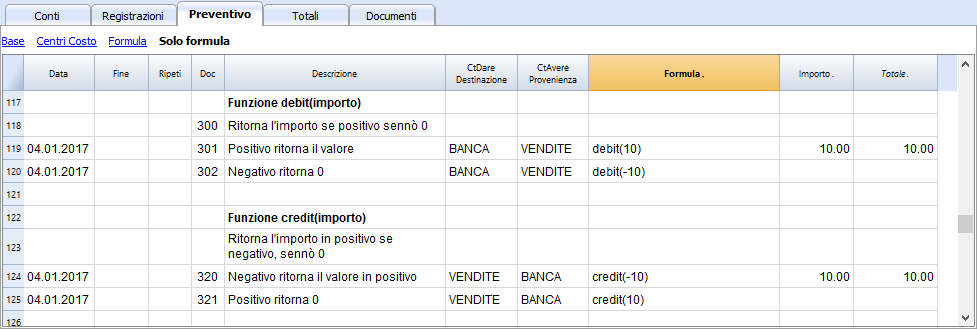 Conti Registrazioni Preventivo Totali Documenti
Base Centri Costo Formula Solo formula
Data Fine Ripeti Doc Descrizione CtDare Destinazione CtAvere Provenienza Formula . Importo . Totale .
117 Funzione debit(importo)
118 300 Ritorna l'importo se positivo sennò 0
119 04.01.2017 301 Positivo ritorna il valore BANCA VENDITE debit(10) 10.00 10.00
120 04.01.2017 302 Negativo ritorna 0 BANCA VENDITE debit(-10)
121
122 Funzione credit(importo)
123 Ritorna l'importo in positivo se
negativo, sennò 0
124 04.01.2017 320 Negativo ritorna il valore in positivo VENDITE BANCA credit(-10) 10.00 10.00
125 04.01.2017 321 Positivo ritorna 0 VENDITE BANCA credit(10)
126